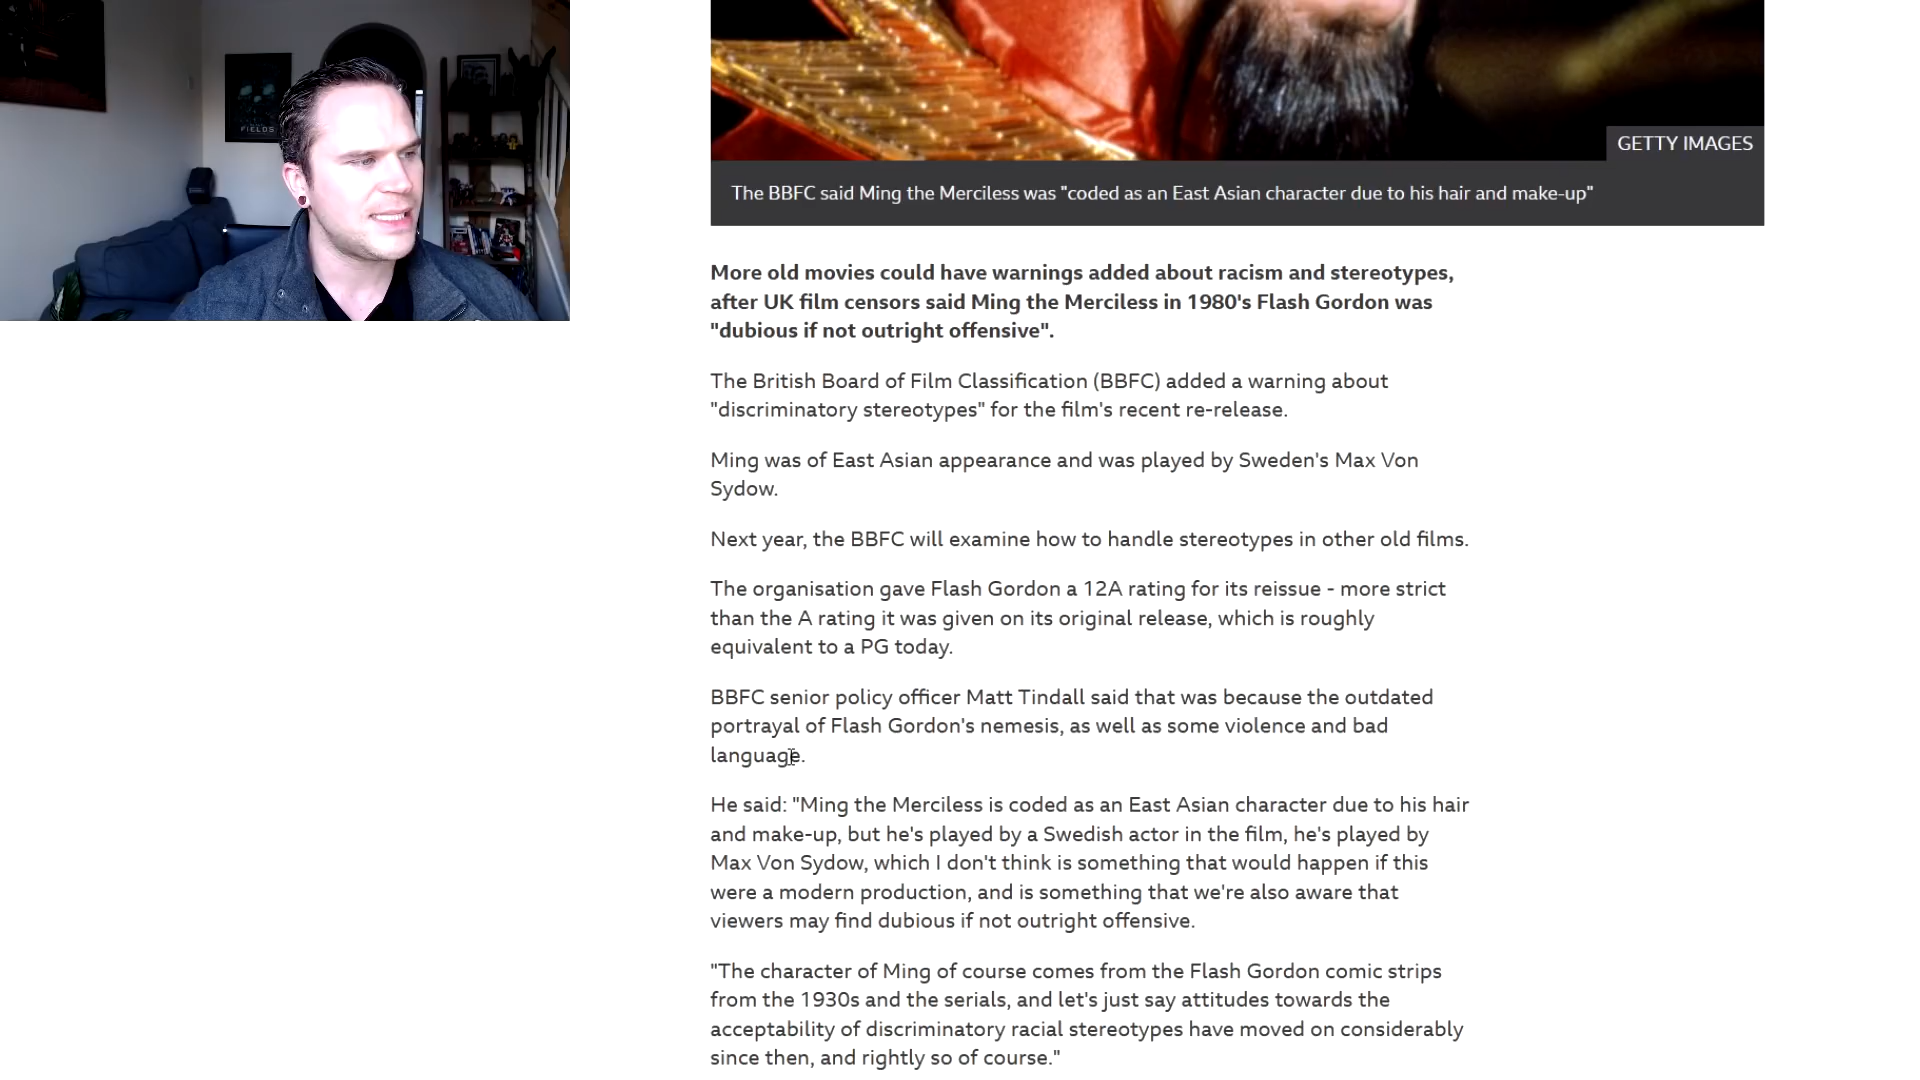 FIELDS
GETTY IMAGES
The BBFC said Ming the Merciless was "coded as an East Asian character due to his hair and make-up"
More old movies could have warnings added about racism and stereotypes,
after UK film censors said Ming the Merciless in 1980's Flash Gordon was
"dubious if not outright offensive".
The British Board of Film Classification (BBFC) added a warning about
"discriminatory stereotypes" for the film's recent re-release.
Ming was of East Asian appearance and was played by Sweden's Max Von
Sydow.
Next year, the BBFC will examine how to handle stereotypes in other old films.
The organisation gave Flash Gordon a 12A rating for its reissue - more strict
than the A rating it was given on its original release, which is roughly
equivalent to a PG today.
BBFC senior policy officer Matt Tindall said that was because the outdated
portrayal of Flash Gordon's nemesis, as well as some violence and bad
language.
He said: "Ming the Merciless is coded as an East Asian character due to his hair
and make-up, but he's played by a Swedish actor in the film, he's played by
Max Von Sydow, which I don't think is something that would happen if this
were a modern production, and is something that we're also aware that
viewers may find dubious if not outright offensive.
"The character of Ming of course comes from the Flash Gordon comic strips
from the 1930s and the serials, and let's just say attitudes towards the
acceptability of discriminatory racial stereotypes have moved on considerably
since then, and rightly so of course."